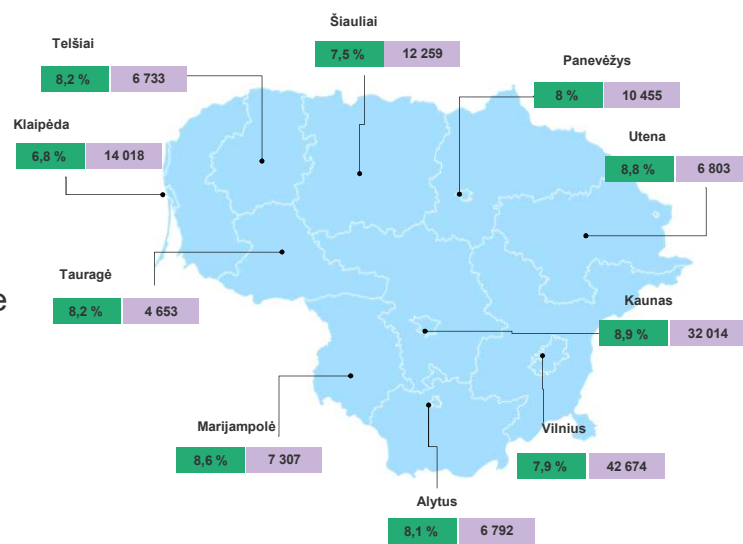 Šiauliai
7,5 % 12 259
Telšiai
8,2 % 6 733
Panevėžys
8 % 10 455
Klaipėda
6,8 % 14 018
Utena
8,8 % 6 803
Tauragė
8,2 % 4 653
e
Kaunas
8,9 % 32 014
Marijampolė
8,6 % 7 307
Vilnius
7,9 % 42 674
Alytus
8,1 % 6 792